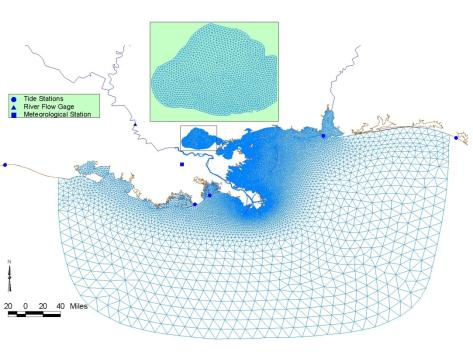 Tide Stations
River Flow Gage
Meteorological Station
N
20 0 20 40 Miles